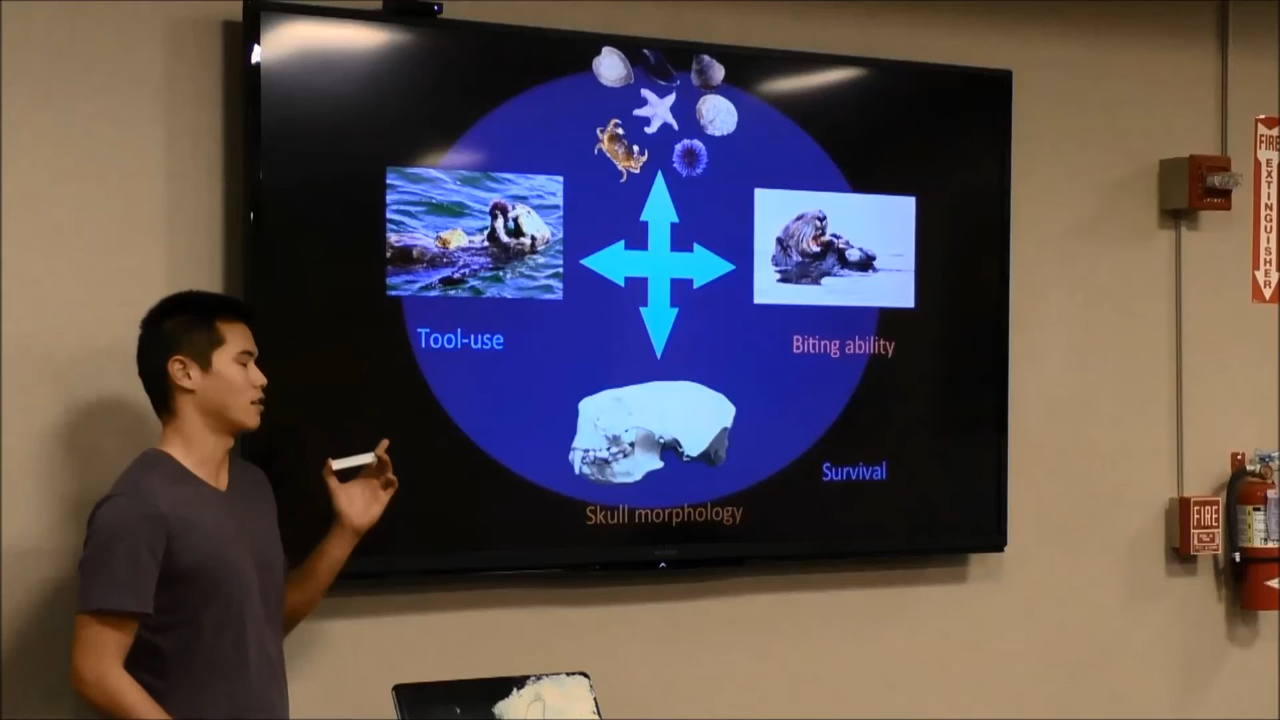 Tool-use
Biting ability
Survival
Skull morphology
FIRE
EXTINGUISHER
FIRE